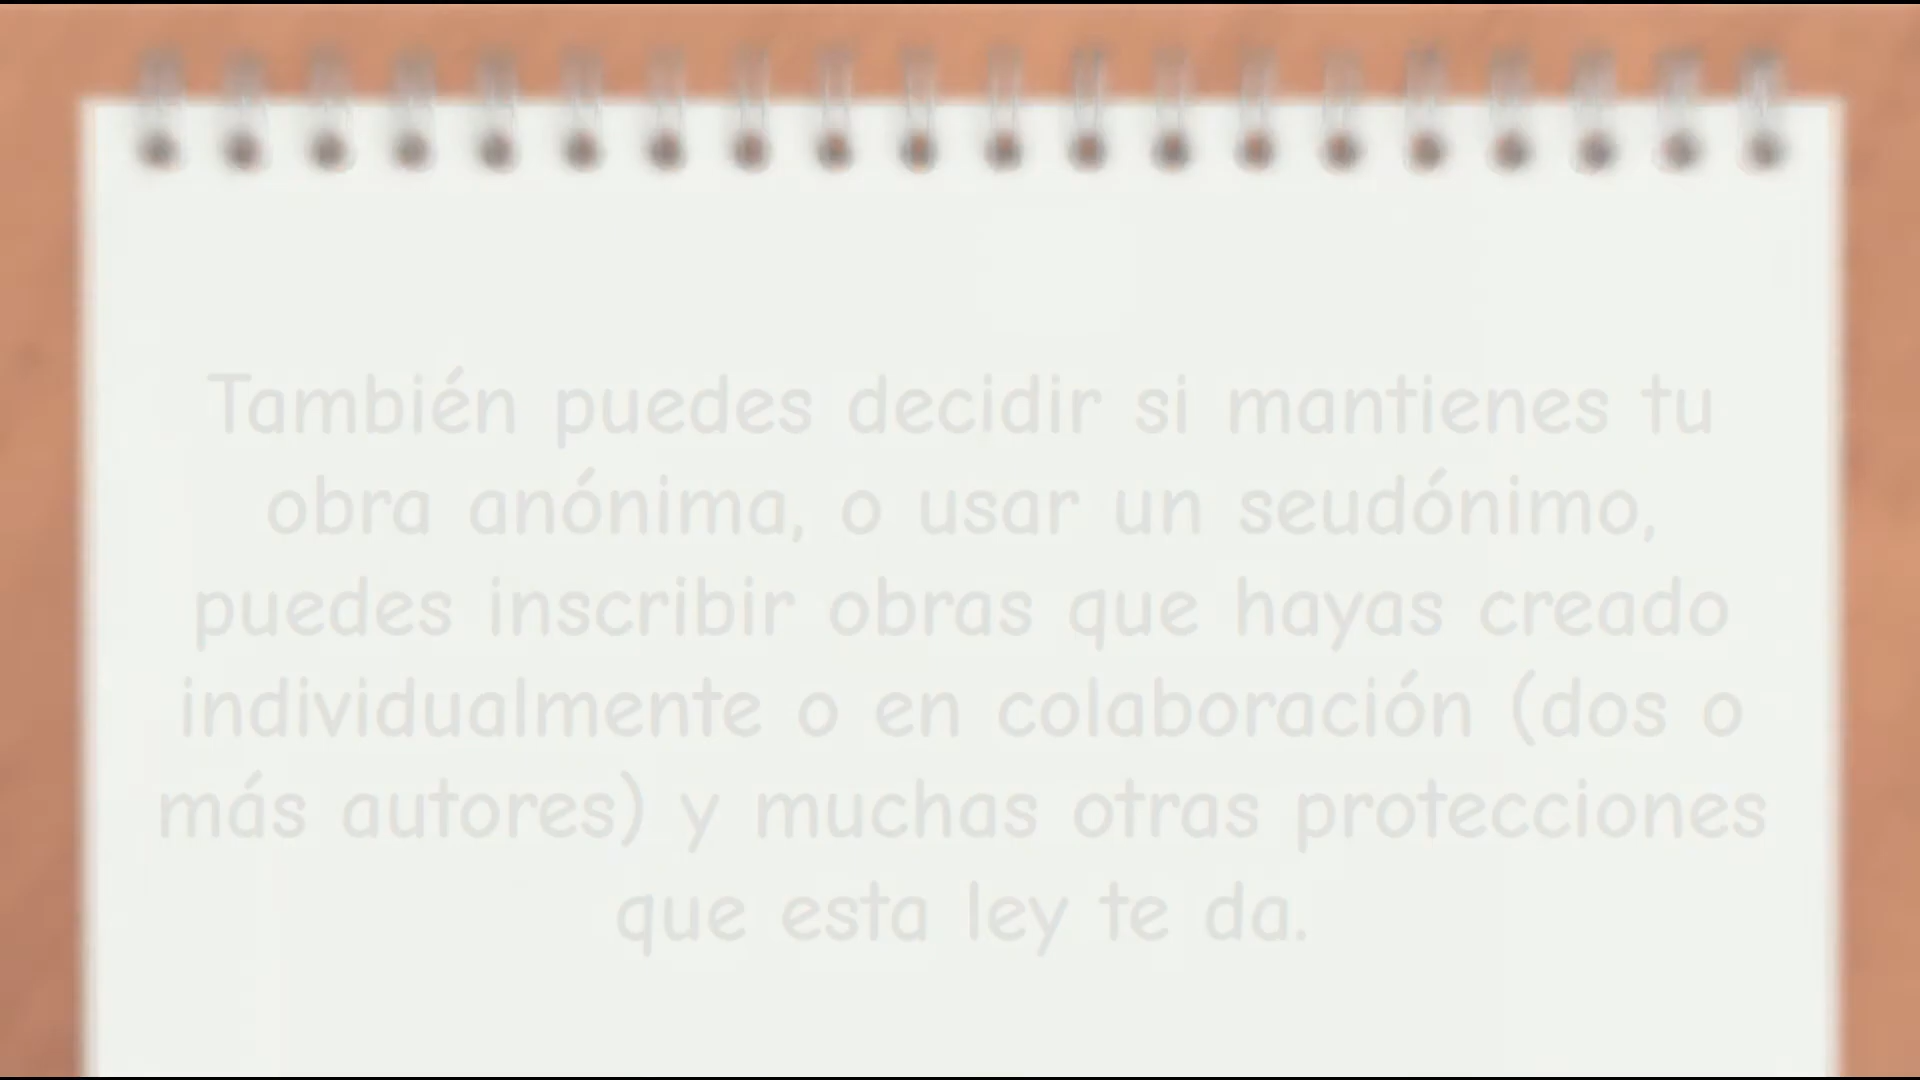 También puedes decidir si mantienes tu
obra anónima, o usar un seudónimo,
puedes inscribir obras que hayas creado
individualmente o en colaboración (dos o
más autores) y muchas otras protecciones
que esta ley te da.